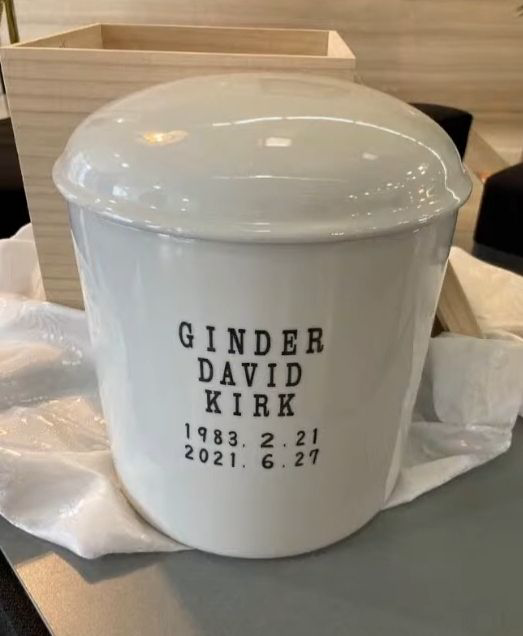 GINDER
DAVID
KIRK
1983. 2. 21
2021. 6. 27